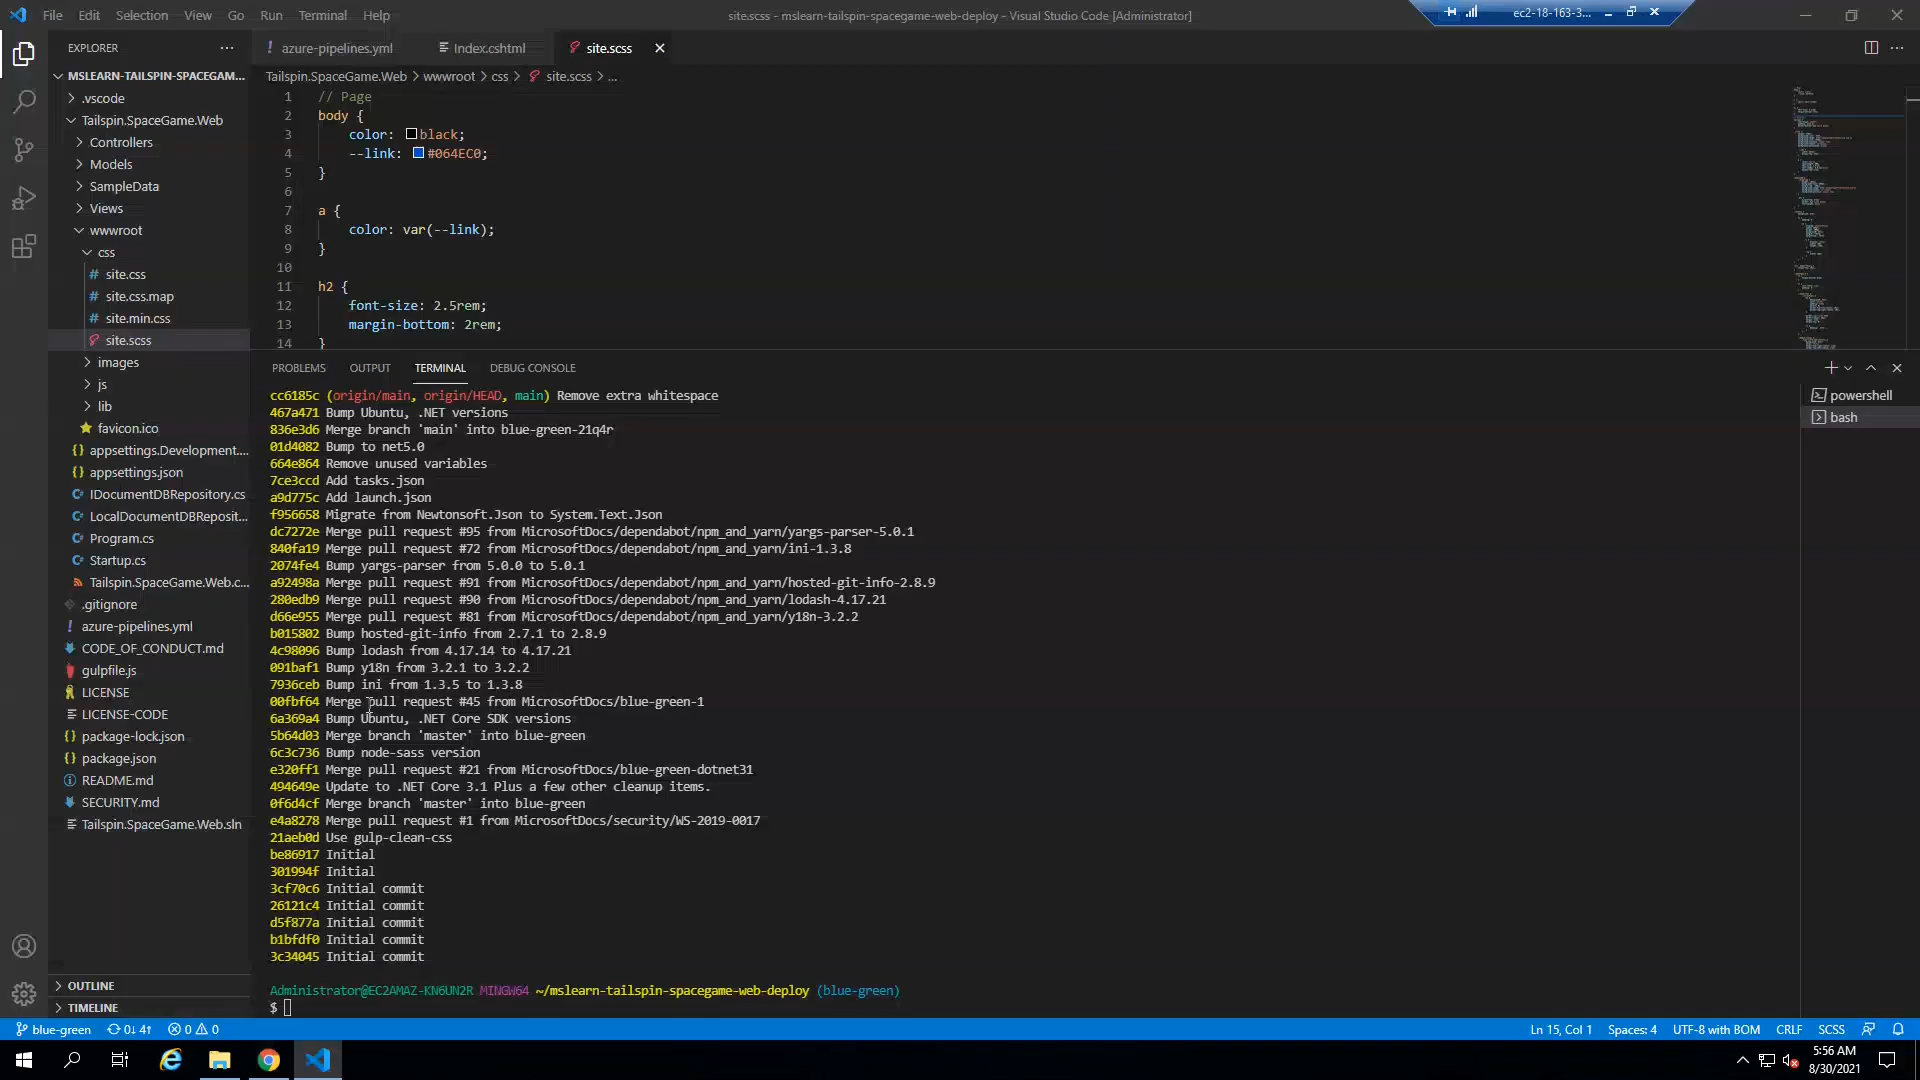 File Edit Selection View Go Run Terminal Help
site.scss - mslearn-tailspin-spacegame-web-deploy - Visual Studio Code [Administrator]
ec2-18-163-3...
EXPLORER
azure-pipelines.yml
Index.cshtml
site.scss
MSLEARN-TAILSPIN-SPACEGAM...
.vscode
Tailspin.SpaceGame.Web
Controllers
Models
SampleData
Views
wwwroot
css
site.css
site.css.map
site.min.css
site.scss
images
js
lib
favicon.ico
appsettings.Development....
appsettings.json
IDocumentDBRepository.cs
LocalDocumentDBReposit...
Program.cs
Startup.cs
Tailspin.SpaceGame.Web.c...
.gitignore
azure-pipelines.yml
CODE_OF_CONDUCT.md
gulpfile.js
LICENSE
LICENSE-CODE
package-lock.json
package.json
README.md
SECURITY.md
Tailspin.SpaceGame.Web.sln
OUTLINE
TIMELINE
Tailspin.SpaceGame.Web > wwwroot > css > site.scss > ...
1 // Page
2 body {
3 color: black;
4 --link: #064EC0;
5 }
6
7 a {
8 color: var(--link);
9 }
10
11 h2 {
12 font-size: 2.5rem;
13 margin-bottom: 2rem;
14 }
PROBLEMS OUTPUT TERMINAL DEBUG CONSOLE
powershell
bash
cc6185c (origin/main, origin/HEAD, main) Remove extra whitespace
467a471 Bump Ubuntu, .NET versions
836e3d6 Merge branch 'main' into blue-green-21q4r
01d4082 Bump to net5.0
664e864 Remove unused variables
7ce3ccd Add tasks.json
a9d775c Add launch.json
f956658 Migrate from Newtonsoft.Json to System.Text.Json
dc7272e Merge pull request #95 from MicrosoftDocs/dependabot/npm_and_yarn/yargs-parser-5.0.1
840fa19 Merge pull request #72 from MicrosoftDocs/dependabot/npm_and_yarn/ini-1.3.8
2074fe4 Bump yargs-parser from 5.0.0 to 5.0.1
a92498a Merge pull request #91 from MicrosoftDocs/dependabot/npm_and_yarn/hosted-git-info-2.8.9
280edb9 Merge pull request #90 from MicrosoftDocs/dependabot/npm_and_yarn/lodash-4.17.21
d66e955 Merge pull request #81 from MicrosoftDocs/dependabot/npm_and_yarn/y18n-3.2.2
b015802 Bump hosted-git-info from 2.7.1 to 2.8.9
4c98096 Bump lodash from 4.17.14 to 4.17.21
091baf1 Bump y18n from 3.2.1 to 3.2.2
7936ceb Bump ini from 1.3.5 to 1.3.8
00fbf64 Merge pull request #45 from MicrosoftDocs/blue-green-1
6a369a4 Bump Ubuntu, .NET Core SDK versions
5b64d03 Merge branch 'master' into blue-green
6c3c736 Bump node-sass version
e320ff1 Merge pull request #21 from MicrosoftDocs/blue-green-dotnet31
494649e Update to .NET Core 3.1 Plus a few other cleanup items.
0f6d4cf Merge branch 'master' into blue-green
e4a8278 Merge pull request #1 from MicrosoftDocs/security/WS-2019-0017
21aeb0d Use gulp-clean-css
be86917 Initial
301994f Initial
3cf70c6 Initial commit
26121c4 Initial commit
d5f877a Initial commit
b1bfdf0 Initial commit
3c34045 Initial commit
Administrator@EC2AMAZ-KN6UN2R MINGW64 ~/mslearn-tailspin-spacegame-web-deploy (blue-green)
$
blue-green 0↓ 4↑ 0 0
Ln 15, Col 1 Spaces: 4 UTF-8 with BOM CRLF SCSS
5:56 AM
8/30/2021